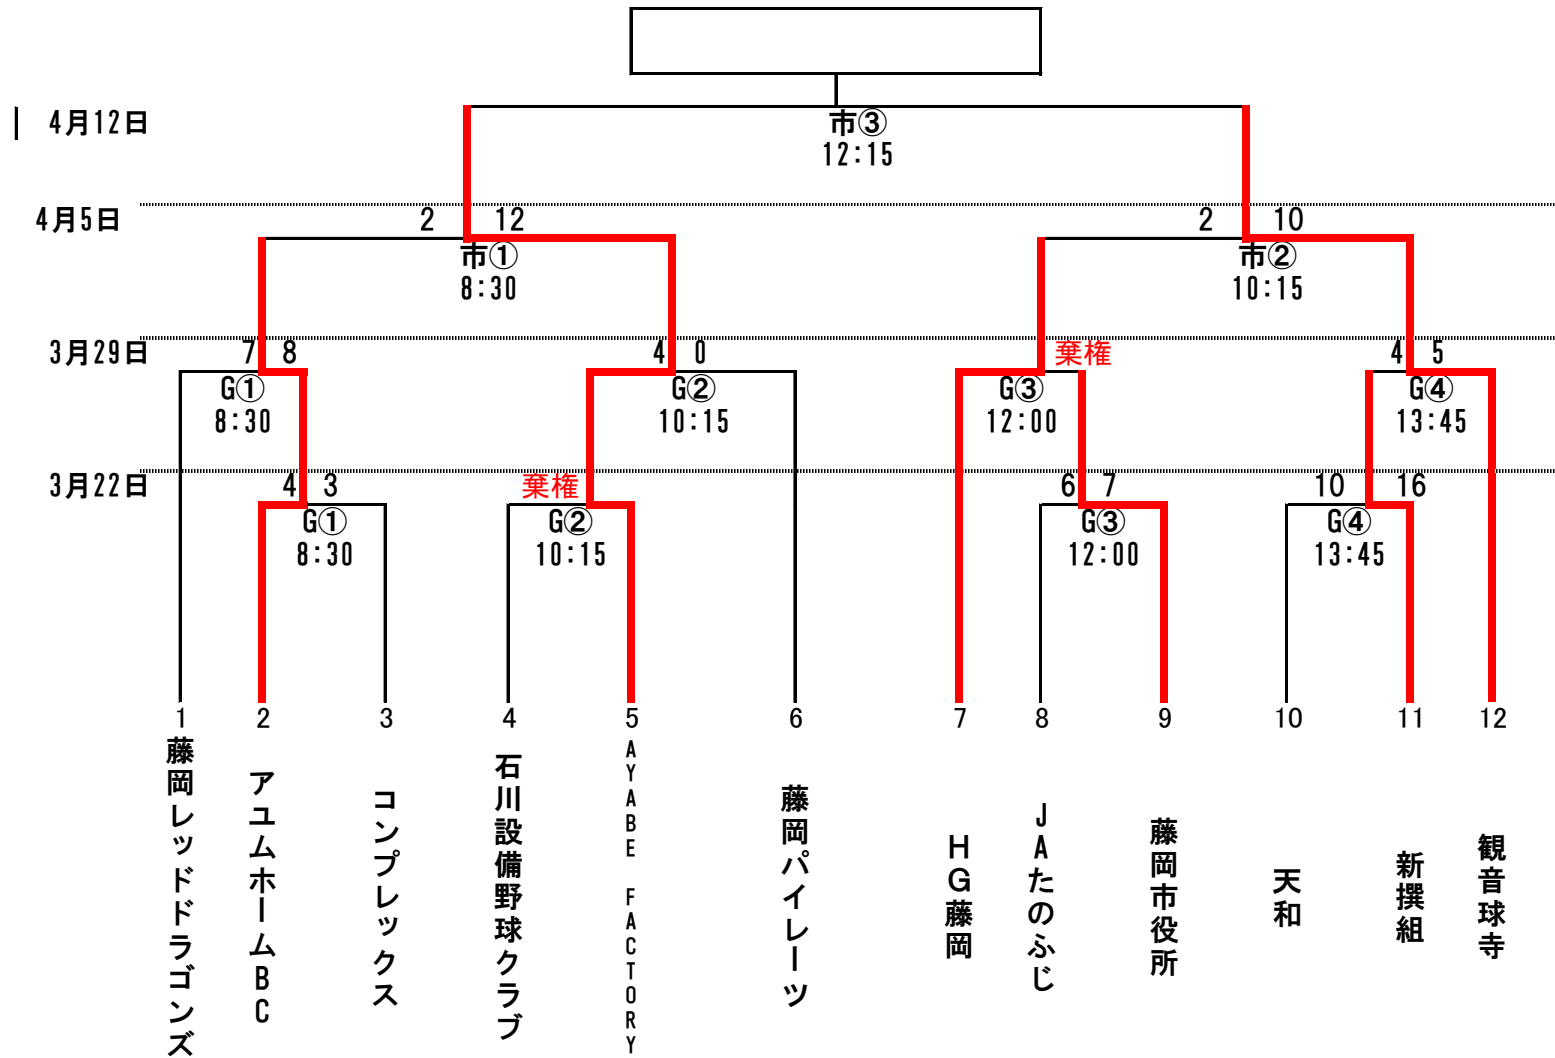 4月12日
市③
12:15
4月5日
2 12
2 10
市①
8:30
市②
10:15
3月29日
7 8
4 0
棄権
4 5
G①
8:30
G②
10:15
G③
12:00
G④
13:45
3月22日
4 3
棄権
6 7
10 16
G①
8:30
G②
10:15
G③
12:00
G④
13:45
1 2 3 4 5 6 7 8 9 10 11 12
藤岡レッドドラゴンズ
アユムホームBC
コンプレックス
石川設備野球クラブ
AYABE FACTORY
藤岡パイレーツ
HG藤岡
JAたのふじ
藤岡市役所
天和
新撰組
観音球寺